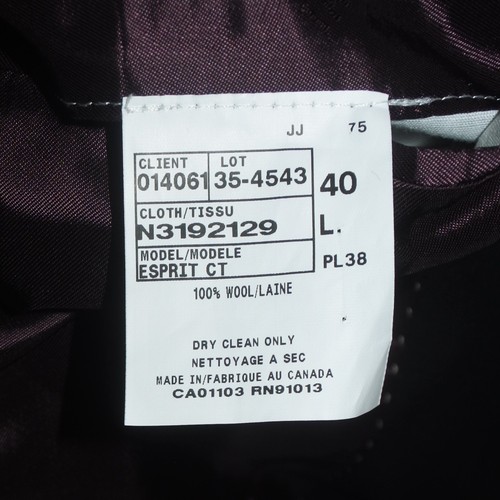 JJ 75
CLIENT LOT
014061 35-4543 40
CLOTH/TISSU
N3192129 L.
MODEL/MODELE
ESPRIT CT PL38
100% WOOL/LAINE
DRY CLEAN ONLY
NETTOYAGE A SEC
MADE IN/FABRIQUE AU CANADA
CA01103 RN91013